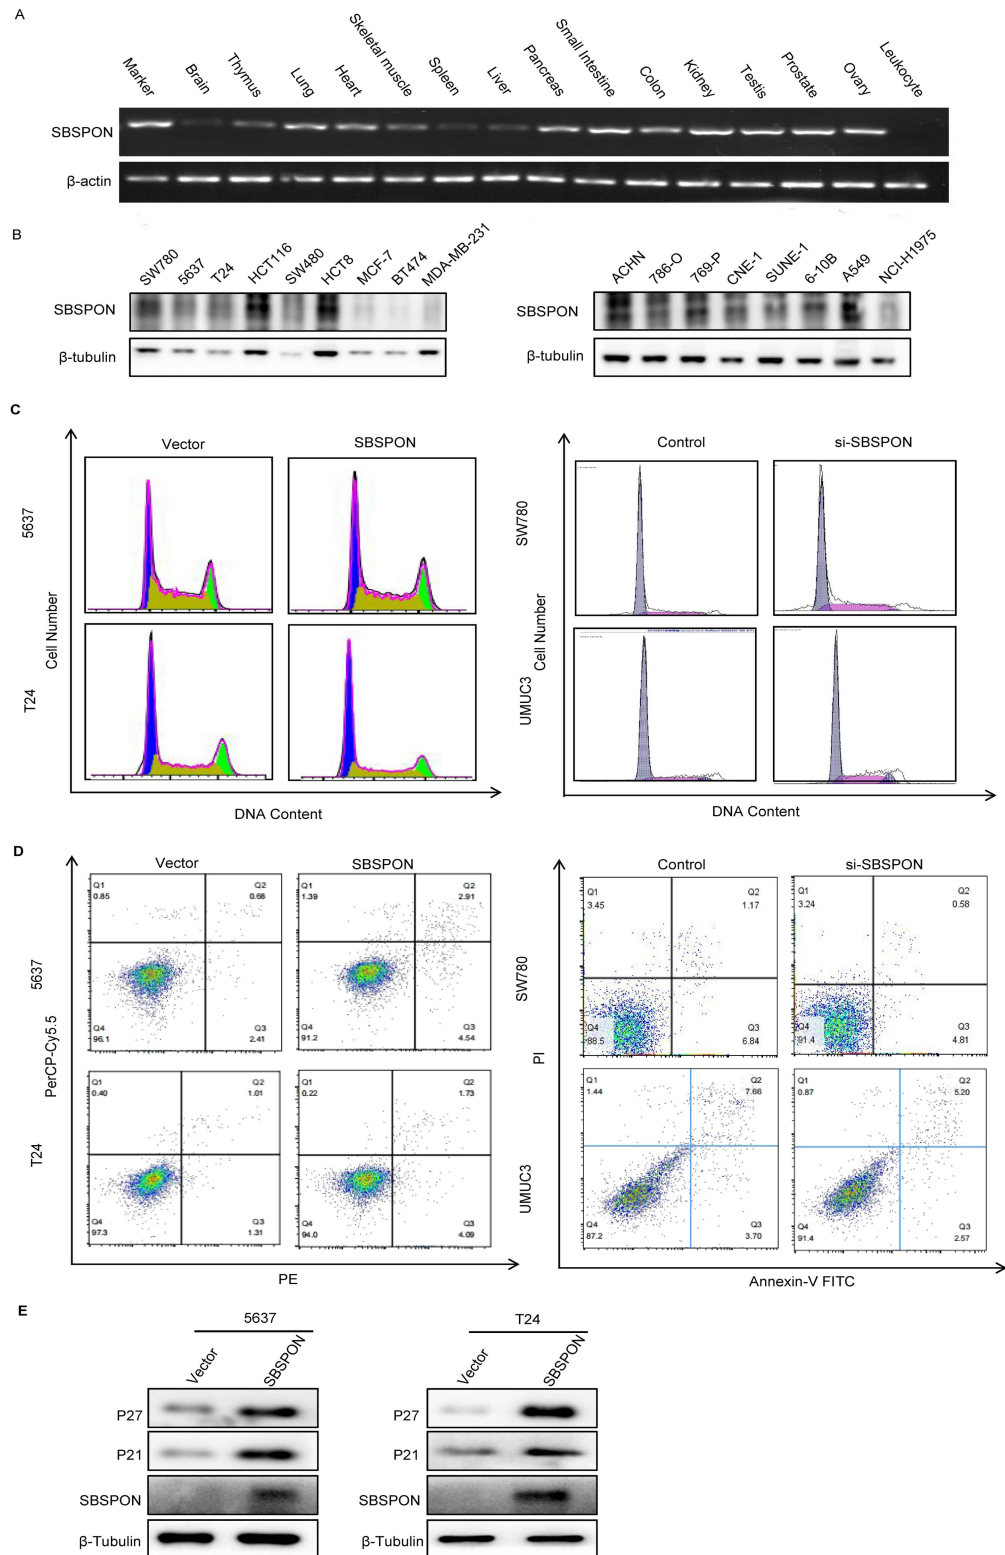 A
Marker
Brain
Thymus
Lung
Heart
Skeletal muscle
Spleen
Liver
Pancreas
Small Intestine
Colon
Kidney
Testis
Prostate
Ovary
Leukocyte
SBSPON
β-actin
B
SW780
5637
T24
HCT116
SW480
HCT8
MCF-7
BT474
MDA-MB-231
SBSPON
β-tubulin
ACHN
786-O
769-P
CNE-1
SUNE-1
6-10B
A549
NCI-H1975
SBSPON
β-tubulin
C
Vector
SBSPON
5637
T24
Cell Number
DNA Content
Control
si-SBSPON
SW780
UMUC3
Cell Number
DNA Content
D
Vector
SBSPON
5637
Q1
0.85
Q2
0.68
Q4
96.1
Q3
2.41
Q1
1.39
Q2
2.91
Q4
91.2
Q3
4.54
PerCP-Cy5.5
T24
Q1
0.40
Q2
1.01
Q4
97.3
Q3
1.31
Q1
0.22
Q2
1.73
Q4
94.0
Q3
4.09
PE
Control
si-SBSPON
SW780
Q1
3.45
Q2
1.17
Q4
88.5
Q3
6.84
Q1
3.24
Q2
0.58
Q4
91.4
Q3
4.81
PI
UMUC3
Q1
1.44
Q2
7.66
Q4
87.2
Q3
3.70
Q1
0.87
Q2
5.20
Q4
91.4
Q3
2.57
Annexin-V FITC
E
5637
Vector
SBSPON
P27
P21
SBSPON
β-Tubulin
T24
Vector
SBSPON
P27
P21
SBSPON
β-Tubulin